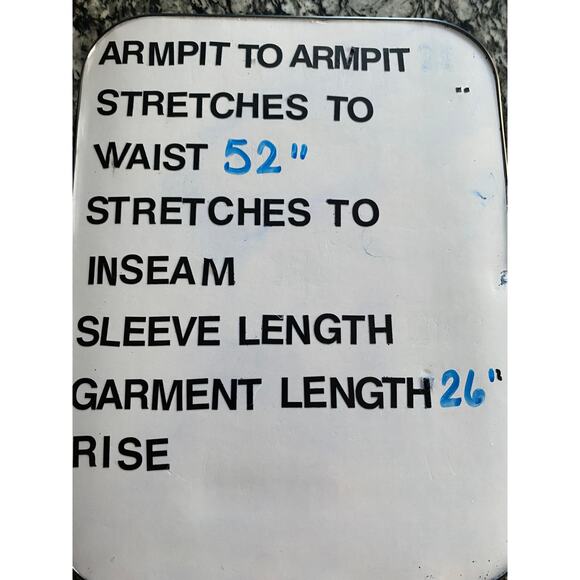 ARMPIT TO ARMPIT
STRETCHES TO "
WAIST 52"
STRETCHES TO
INSEAM
SLEEVE LENGTH
GARMENT LENGTH 26"
RISE